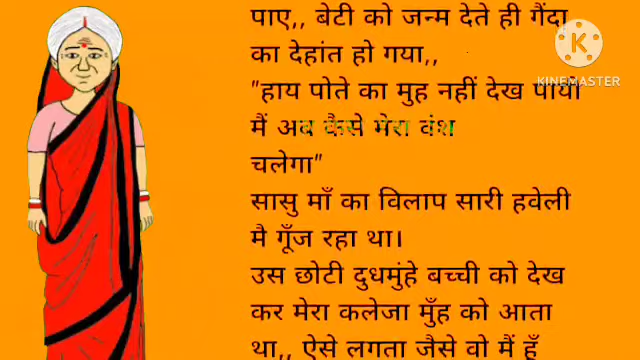 पाए,, बेटी को जन्म देते ही गैंदा
का देहांत हो गया,,
"हाय पोते का मुह नहीं देख पायी
मैं अब कैसे मेरा वंश
चलेगा"
सासु माँ का विलाप सारी हवेली
मै गूँज रहा था।
उस छोटी दुधमुंहे बच्ची को देख
कर मेरा कलेजा मुँह को आता
था,, ऐसे लगता जैसे वो मैं हूँ
KINEMASTER